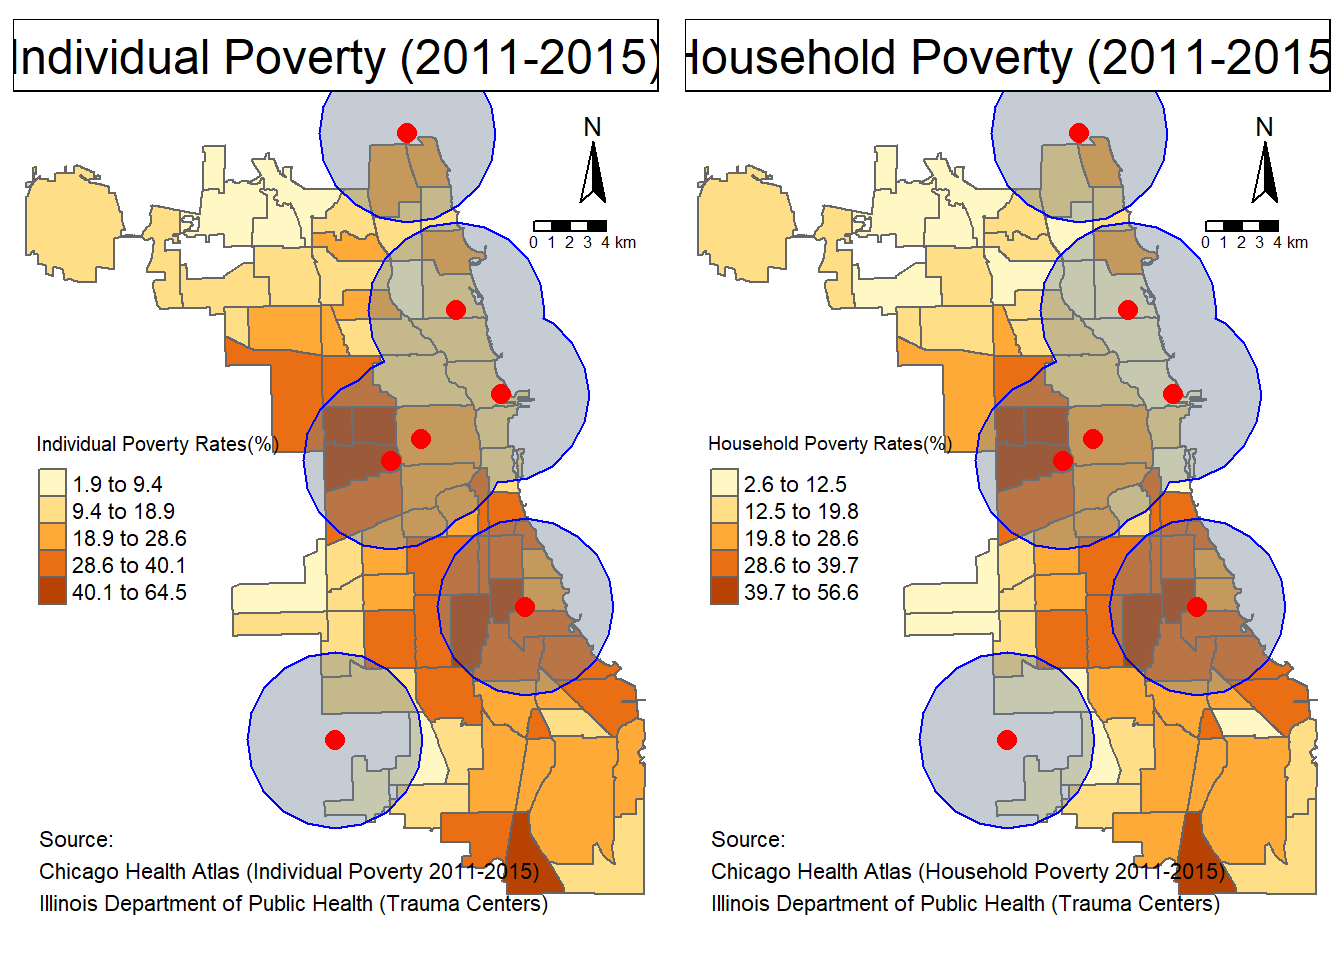 Individual Poverty (2011-2015)
N
0 1 2 3 4 km
Individual Poverty Rates(%)
1.9 to 9.4
9.4 to 18.9
18.9 to 28.6
28.6 to 40.1
40.1 to 64.5
Source:
Chicago Health Atlas (Individual Poverty 2011-2015)
Illinois Department of Public Health (Trauma Centers)
Household Poverty (2011-2015
N
0 1 2 3 4 km
Household Poverty Rates(%)
2.6 to 12.5
12.5 to 19.8
19.8 to 28.6
28.6 to 39.7
39.7 to 56.6
Source:
Chicago Health Atlas (Household Poverty 2011-2015)
Illinois Department of Public Health (Trauma Centers)